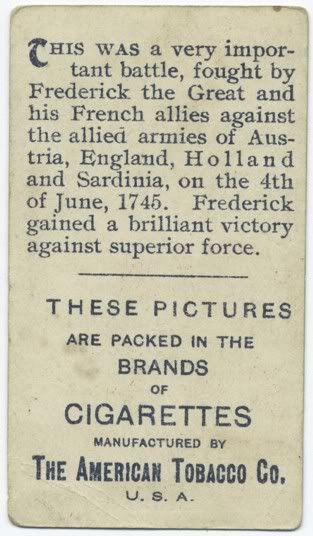 THIS WAS a very impor-
tant battle, fought by
Frederick the Great and
his French allies against
the allied armies of Aus-
tria, England, Holland
and Sardinia, on the 4th
of June, 1745. Frederick
gained a brilliant victory
against superior force.
THESE PICTURES
ARE PACKED IN THE
BRANDS
OF
CIGARETTES
MANUFACTURED BY
THE AMERICAN TOBACCO CO.
U. S. A.